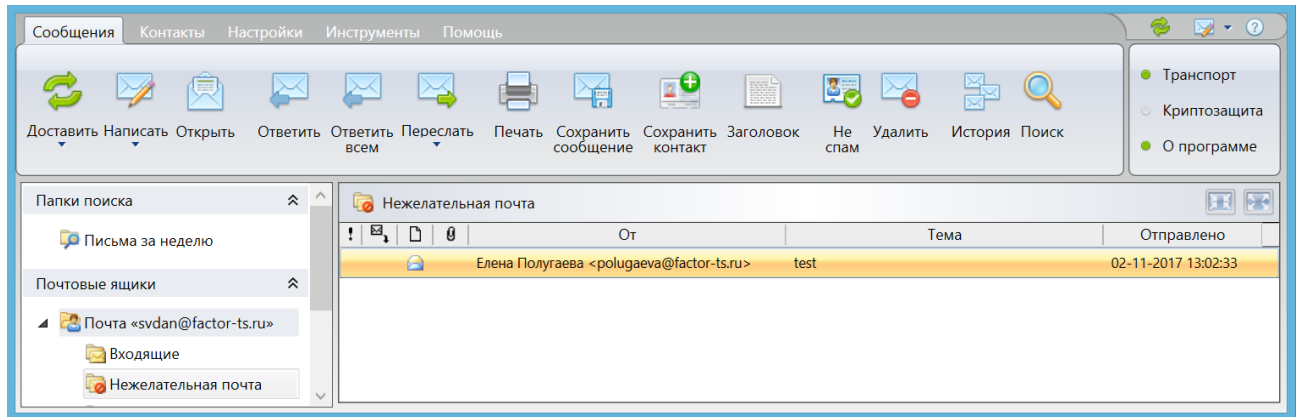 Сообщения Контакты Настройки Инструменты Помощь
Доставить Написать Открыть Ответить Ответить всем Переслать Печать Сохранить сообщение Сохранить контакт Заголовок Не спам Удалить История Поиск
Транспорт
Криптозащита
О программе
Папки поиска
Письма за неделю
Почтовые ящики
Почта «svdan@factor-ts.ru»
Входящие
Нежелательная почта
Нежелательная почта
! От Тема Отправлено
Елена Полугаева <polugaeva@factor-ts.ru> test 02-11-2017 13:02:33